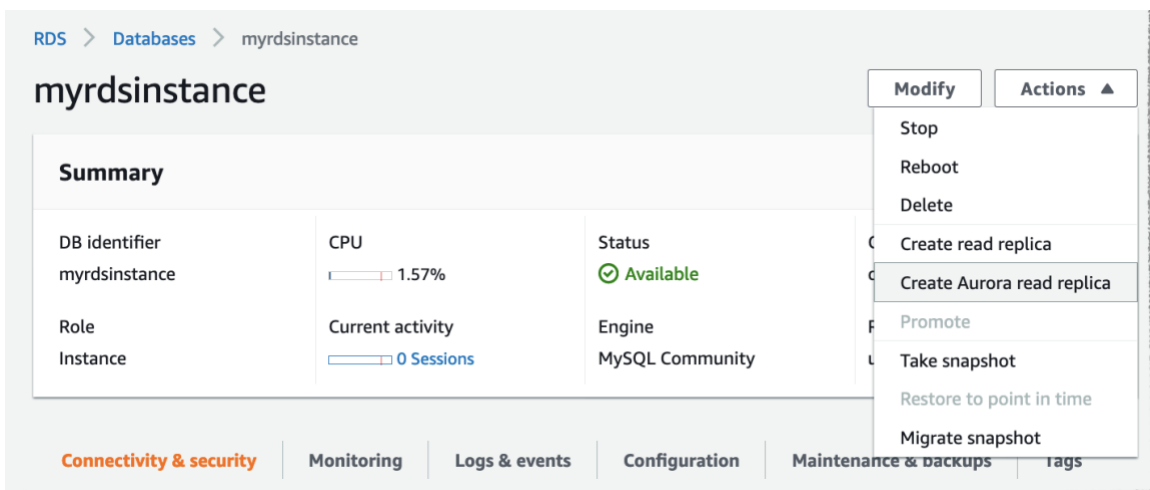 RDS > Databases > myrdsinstance
myrdsinstance
Modify
Actions ▲
Stop
Reboot
Delete
Create read replica
Create Aurora read replica
Promote
Take snapshot
Restore to point in time
Migrate snapshot
Summary
DB identifier
myrdsinstance
CPU
1.57%
Status
Available
Role
Instance
Current activity
0 Sessions
Engine
MySQL Community
Connectivity & security
Monitoring
Logs & events
Configuration
Maintenance & backups
Tags